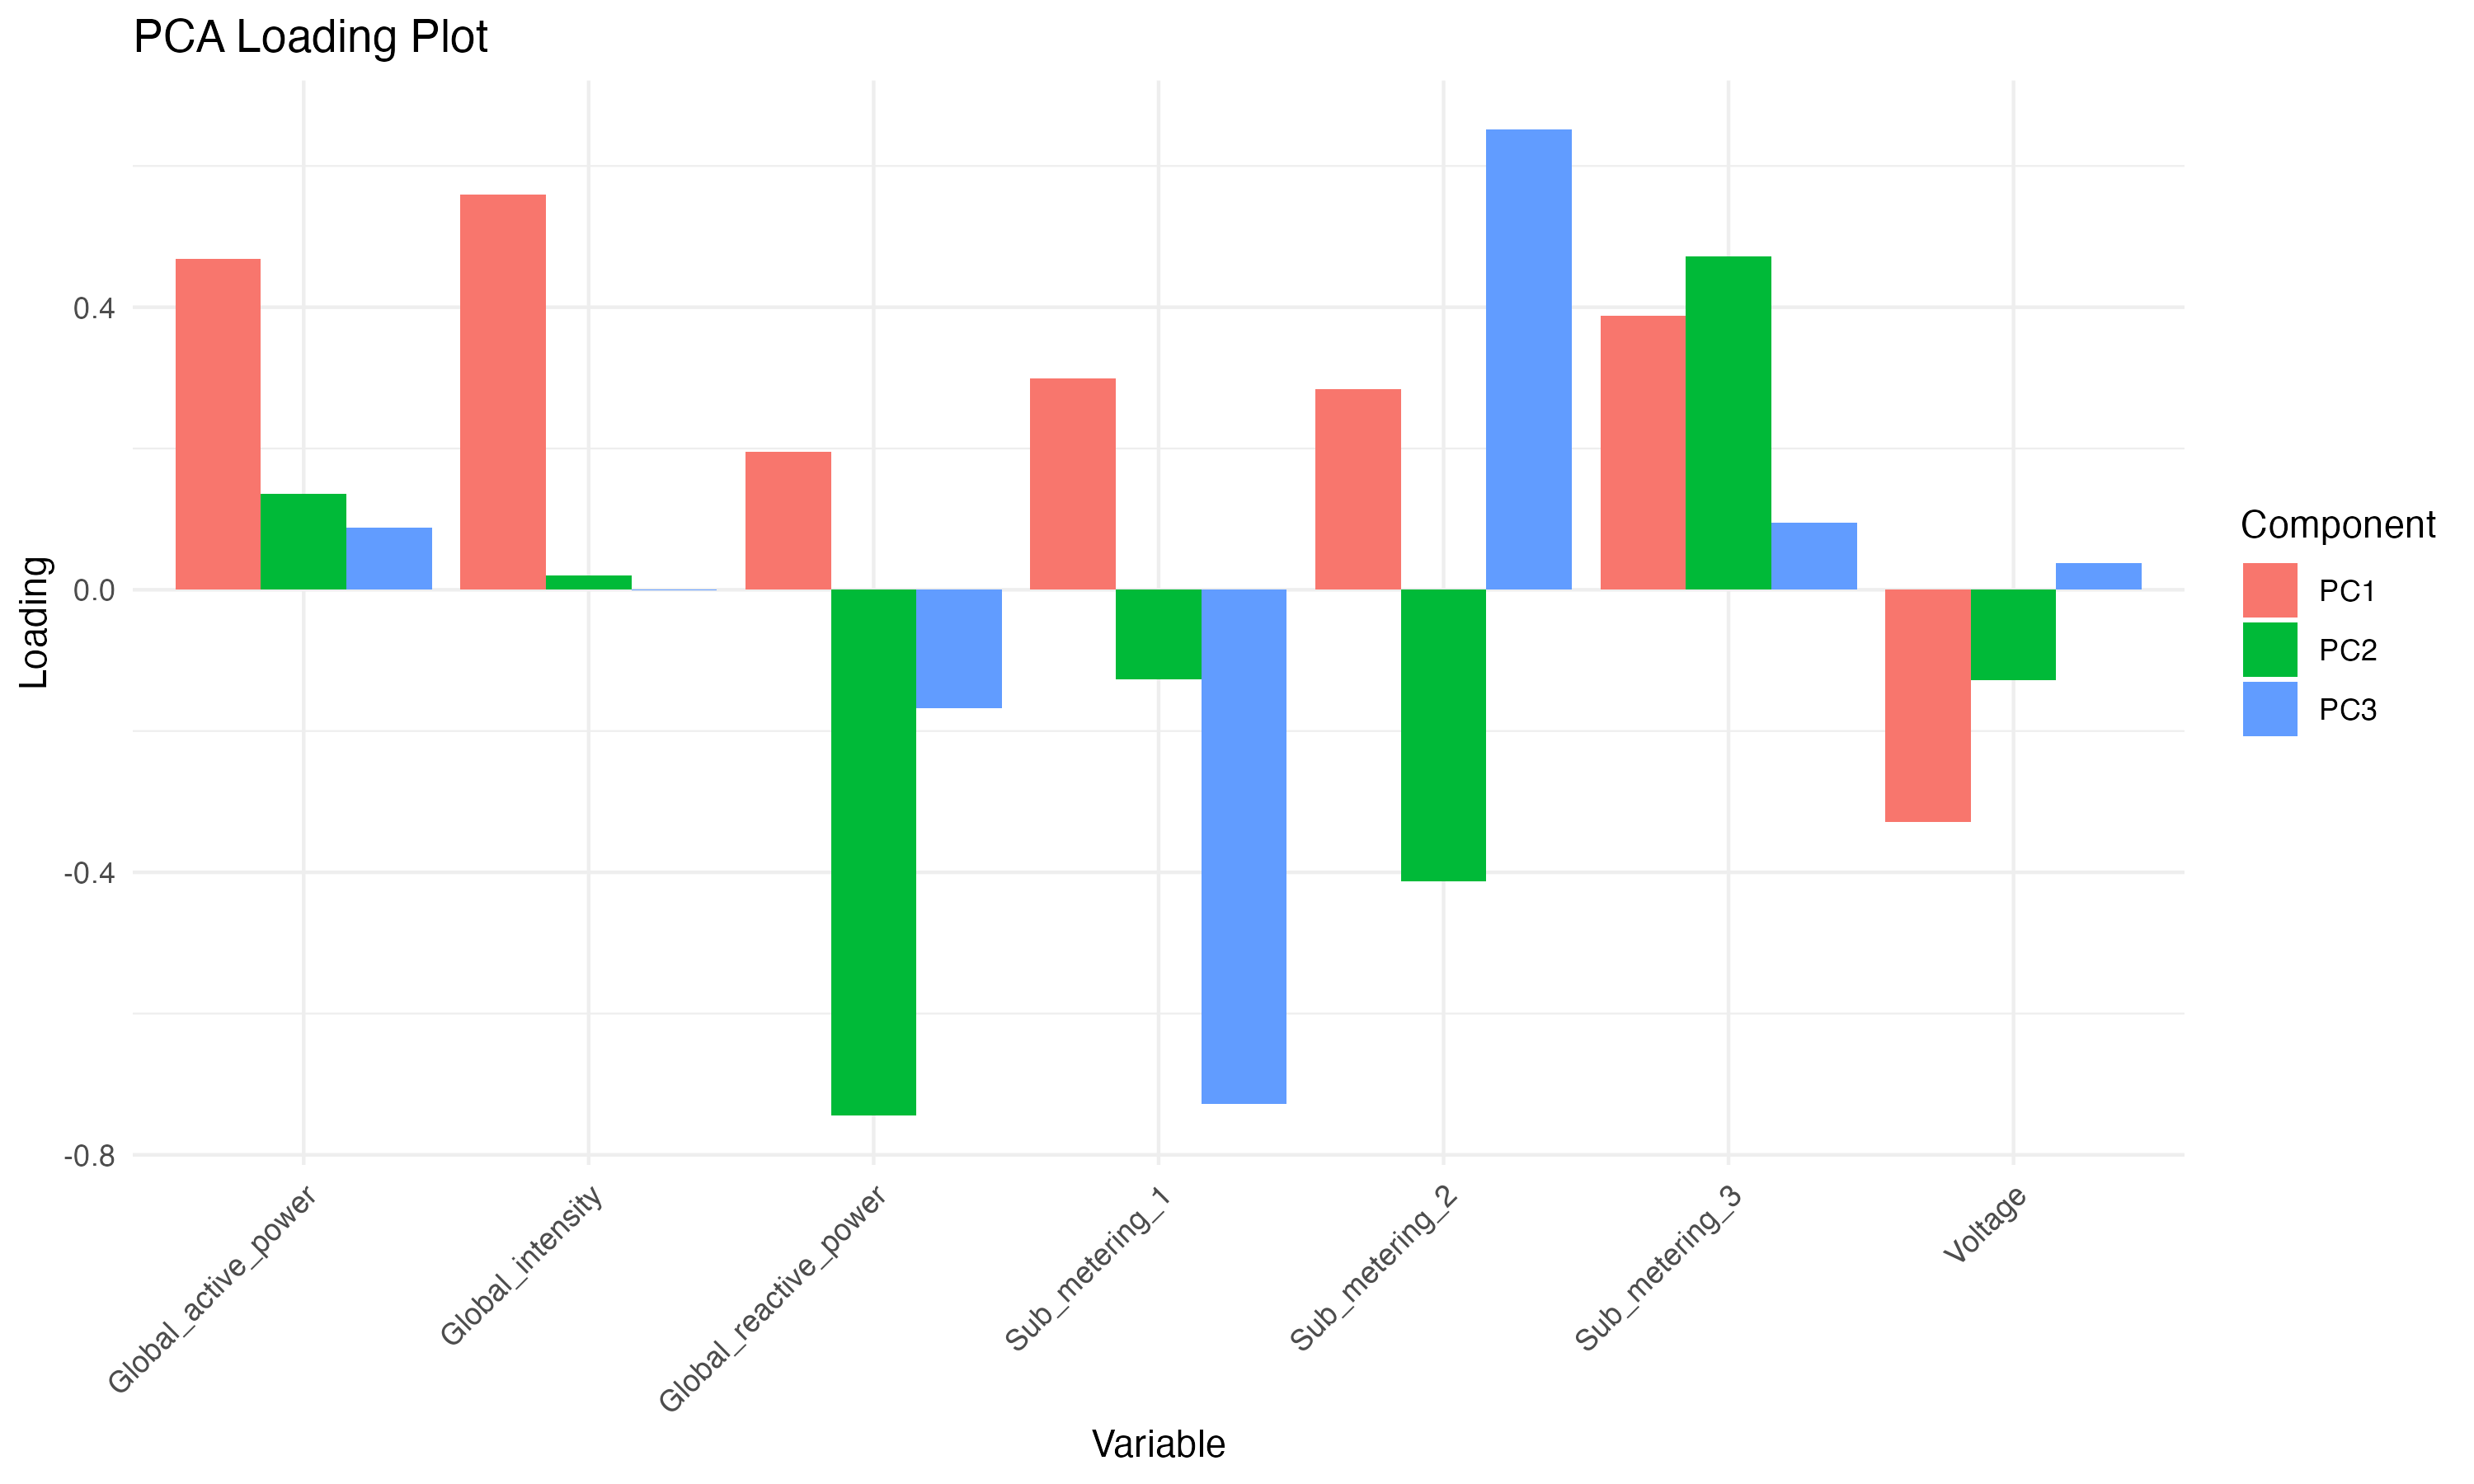 PCA Loading Plot
0.4
0.0
-0.4
-0.8
Loading
Global_active_power
Global_intensity
Global_reactive_power
Sub_metering_1
Sub_metering_2
Sub_metering_3
Voltage
Variable
Component
PC1
PC2
PC3